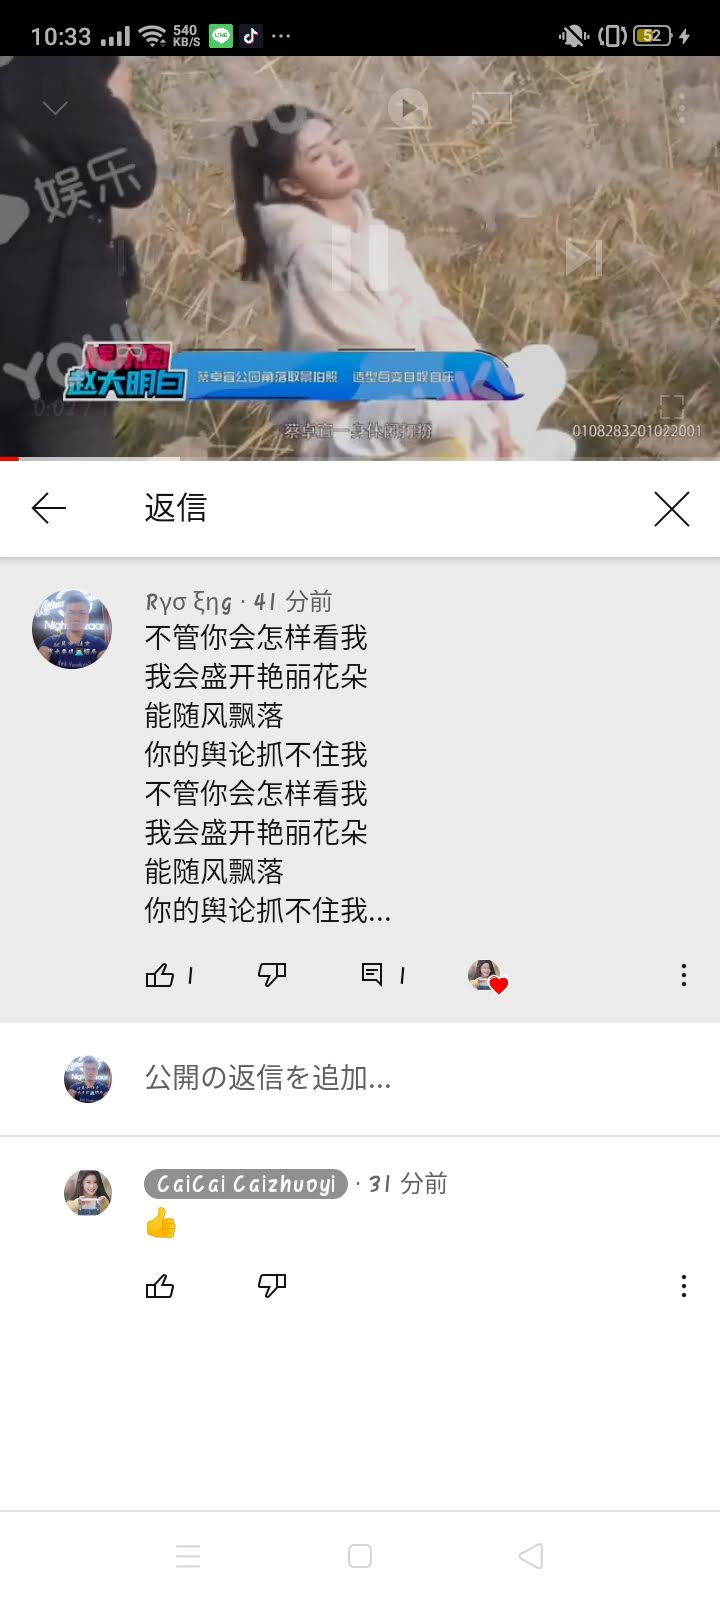 10:33
540
KB/S
LINE
52
娱乐
YOUKU
YOUKU
YOUKU
赵大明白
蔡卓宜公园角落取景拍照 造型百变自娱自乐
0:02
蔡卓宜一身休闲打扮
0108283201022001
返信
Rγσ ξηg · 41 分前
不管你会怎样看我
我会盛开艳丽花朵
能随风飘落
你的舆论抓不住我
不管你会怎样看我
我会盛开艳丽花朵
能随风飘落
你的舆论抓不住我...
1
1
公開の返信を追加...
CaiCai Caizhuoyi · 31 分前